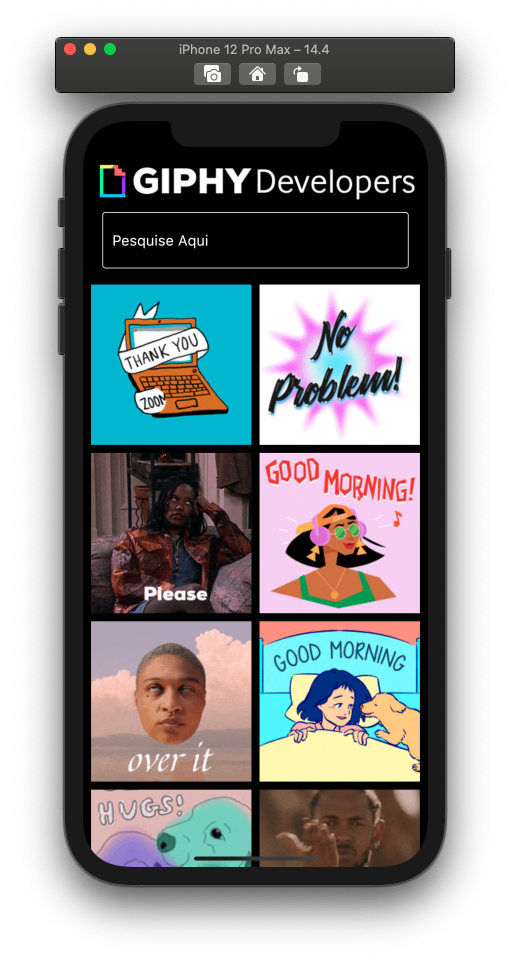 iPhone 12 Pro Max – 14.4
GIPHY Developers
Pesquise Aqui
THANK YOU
ZOOM
No
Problem!
Please
GOOD MORNING!
over it
GOOD MORNING
HUGS!